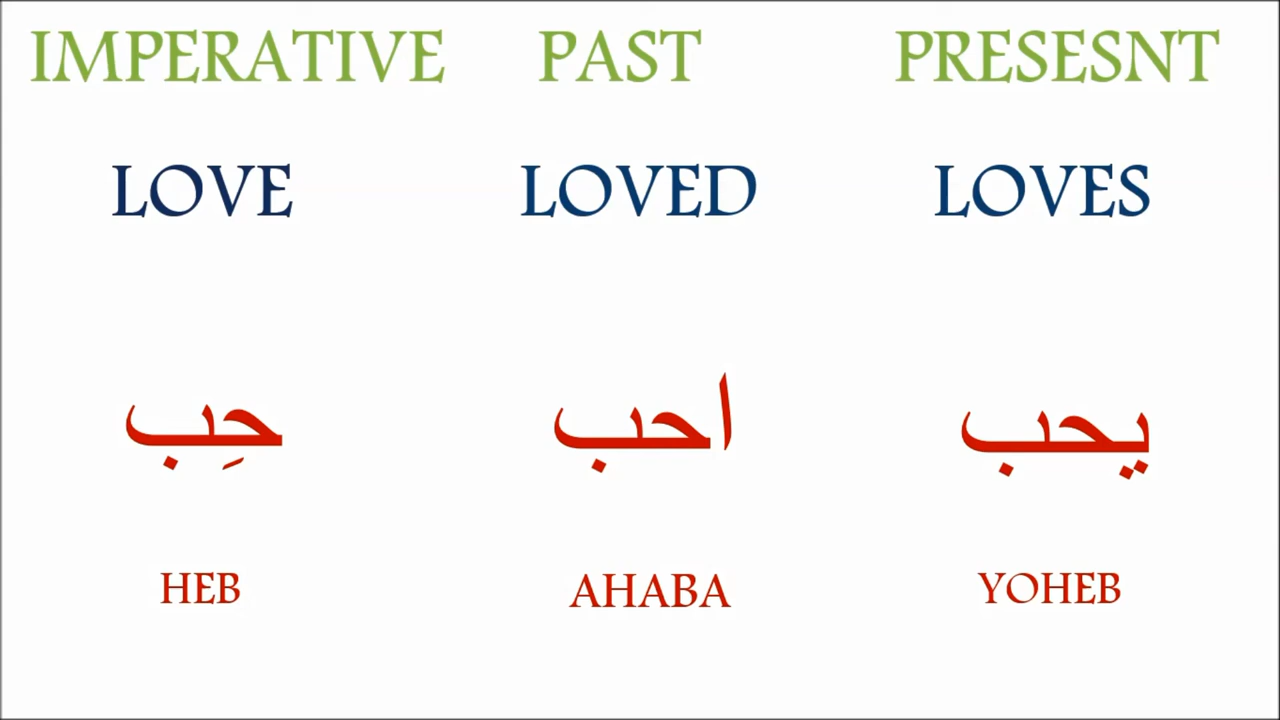 IMPERATIVE PAST PRESESNT
LOVE LOVED LOVES
حِب احب يحب
HEB AHABA YOHEB